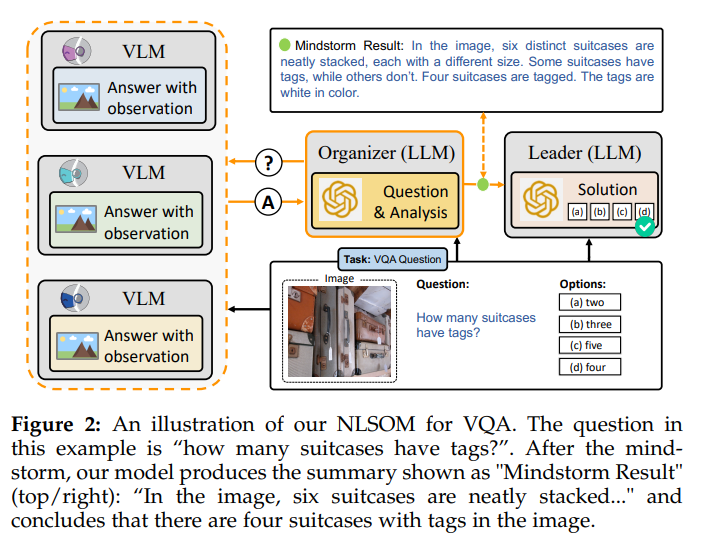 VLM
Answer with
observation
VLM
Answer with
observation
VLM
Answer with
observation
?
A
Mindstorm Result: In the image, six distinct suitcases are
neatly stacked, each with a different size. Some suitcases have
tags, while others don't. Four suitcases are tagged. The tags are
white in color.
Organizer (LLM)
Question
& Analysis
Leader (LLM)
Solution
(a) (b) (c) (d)
Task: VQA Question
Image
Question:
How many suitcases
have tags?
Options:
(a) two
(b) three
(c) five
(d) four
Figure 2: An illustration of our NLSOM for VQA. The question in
this example is “how many suitcases have tags?”. After the mind-
storm, our model produces the summary shown as "Mindstorm Result"
(top/right): “In the image, six suitcases are neatly stacked..." and
concludes that there are four suitcases with tags in the image.